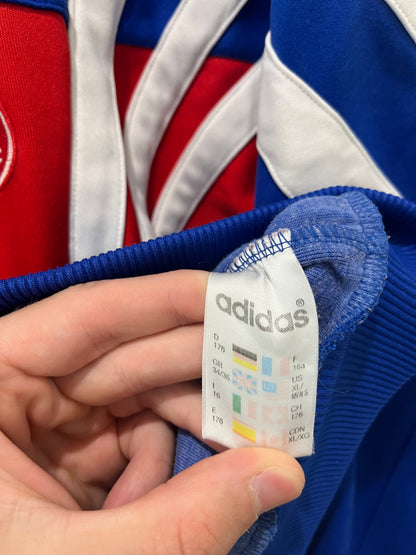 adidas®
D F
176 16a
GB US
34/36 XL/
I CH
16 176
E CDN
176 XL/XG